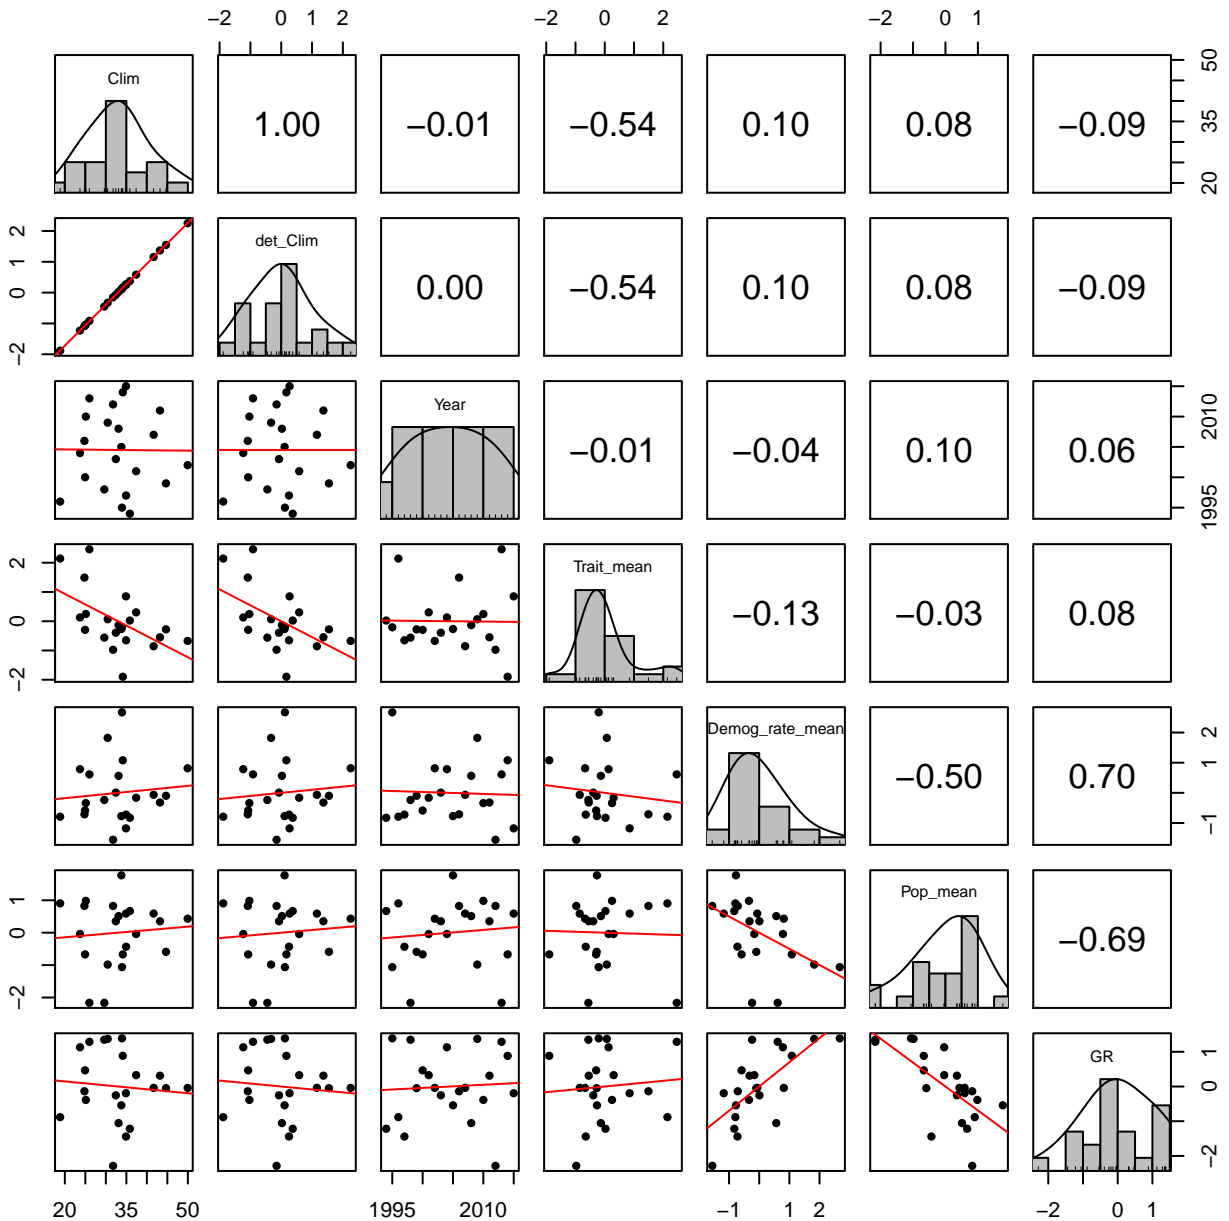 −2 0 1 2 −2 0 2 −2 0 1
Clim 1.00 −0.01 −0.54 0.10 0.08 −0.09 20 35 50
−2 0 1 2 det_Clim 0.00 −0.54 0.10 0.08 −0.09
Year −0.01 −0.04 0.10 0.06 1995 2010
−2 0 2 Trait_mean −0.13 −0.03 0.08
Demog_rate_mean −0.50 0.70 −1 1 2
−2 0 1 Pop_mean −0.69
GR −2 0 1
20 35 50 1995 2010 −1 1 2 −2 0 1